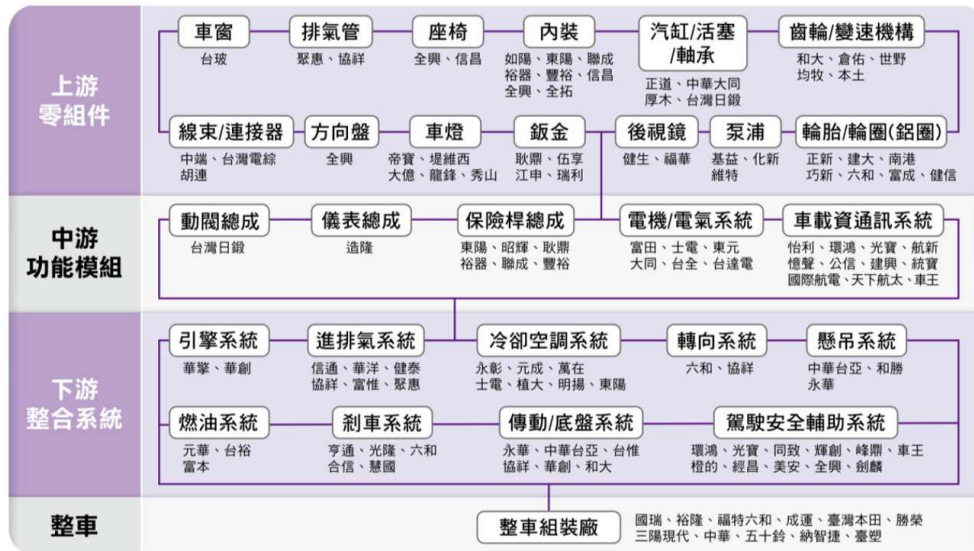 上游
零組件
車窗
台玻
排氣管
聚惠、協祥
座椅
全興、信昌
內裝
如陽、東陽、聯成
裕器、豐裕、信昌
全興、全拓
汽缸/活塞
/軸承
正道、中華大同
厚木、台灣日鍛
齒輪/變速機構
和大、倉佑、世野
均牧、本土
線束/連接器
中端、台灣電綜
胡連
方向盤
全興
車燈
帝寶、堤維西
大億、龍鋒、秀山
鈑金
耿鼎、伍享
江申、瑞利
後視鏡
健生、福華
泵浦
基益、化新
維特
輪胎/輪圈(鋁圈)
正新、建大、南港
巧新、六和、富成、健信
中游
功能模組
動閥總成
台灣日鍛
儀表總成
造隆
保險桿總成
東陽、昭輝、耿鼎
裕器、聯成、豐裕
電機/電氣系統
富田、士電、東元
大同、台全、台達電
車載資通訊系統
怡利、環鴻、光寶、航新
憶聲、公信、建興、統寶
國際航電、天下航太、車王
下游
整合系統
引擎系統
華擎、華創
進排氣系統
信通、華洋、健泰
協祥、富惟、聚惠
冷卻空調系統
永彰、元成、萬在
士電、植大、明揚、東陽
轉向系統
六和、協祥
懸吊系統
中華台亞、和勝
永華
燃油系統
元華、台裕
富本
剎車系統
亨通、光隆、六和
合信、慧國
傳動/底盤系統
永華、中華台亞、台惟
協祥、華創、和大
駕駛安全輔助系統
環鴻、光寶、同致、輝創、峰鼎、車王
橙的、經昌、美安、全興、劍麟
整車
整車組裝廠
國瑞、裕隆、福特六和、成運、臺灣本田、勝榮
三陽現代、中華、五十鈴、納智捷、臺塑